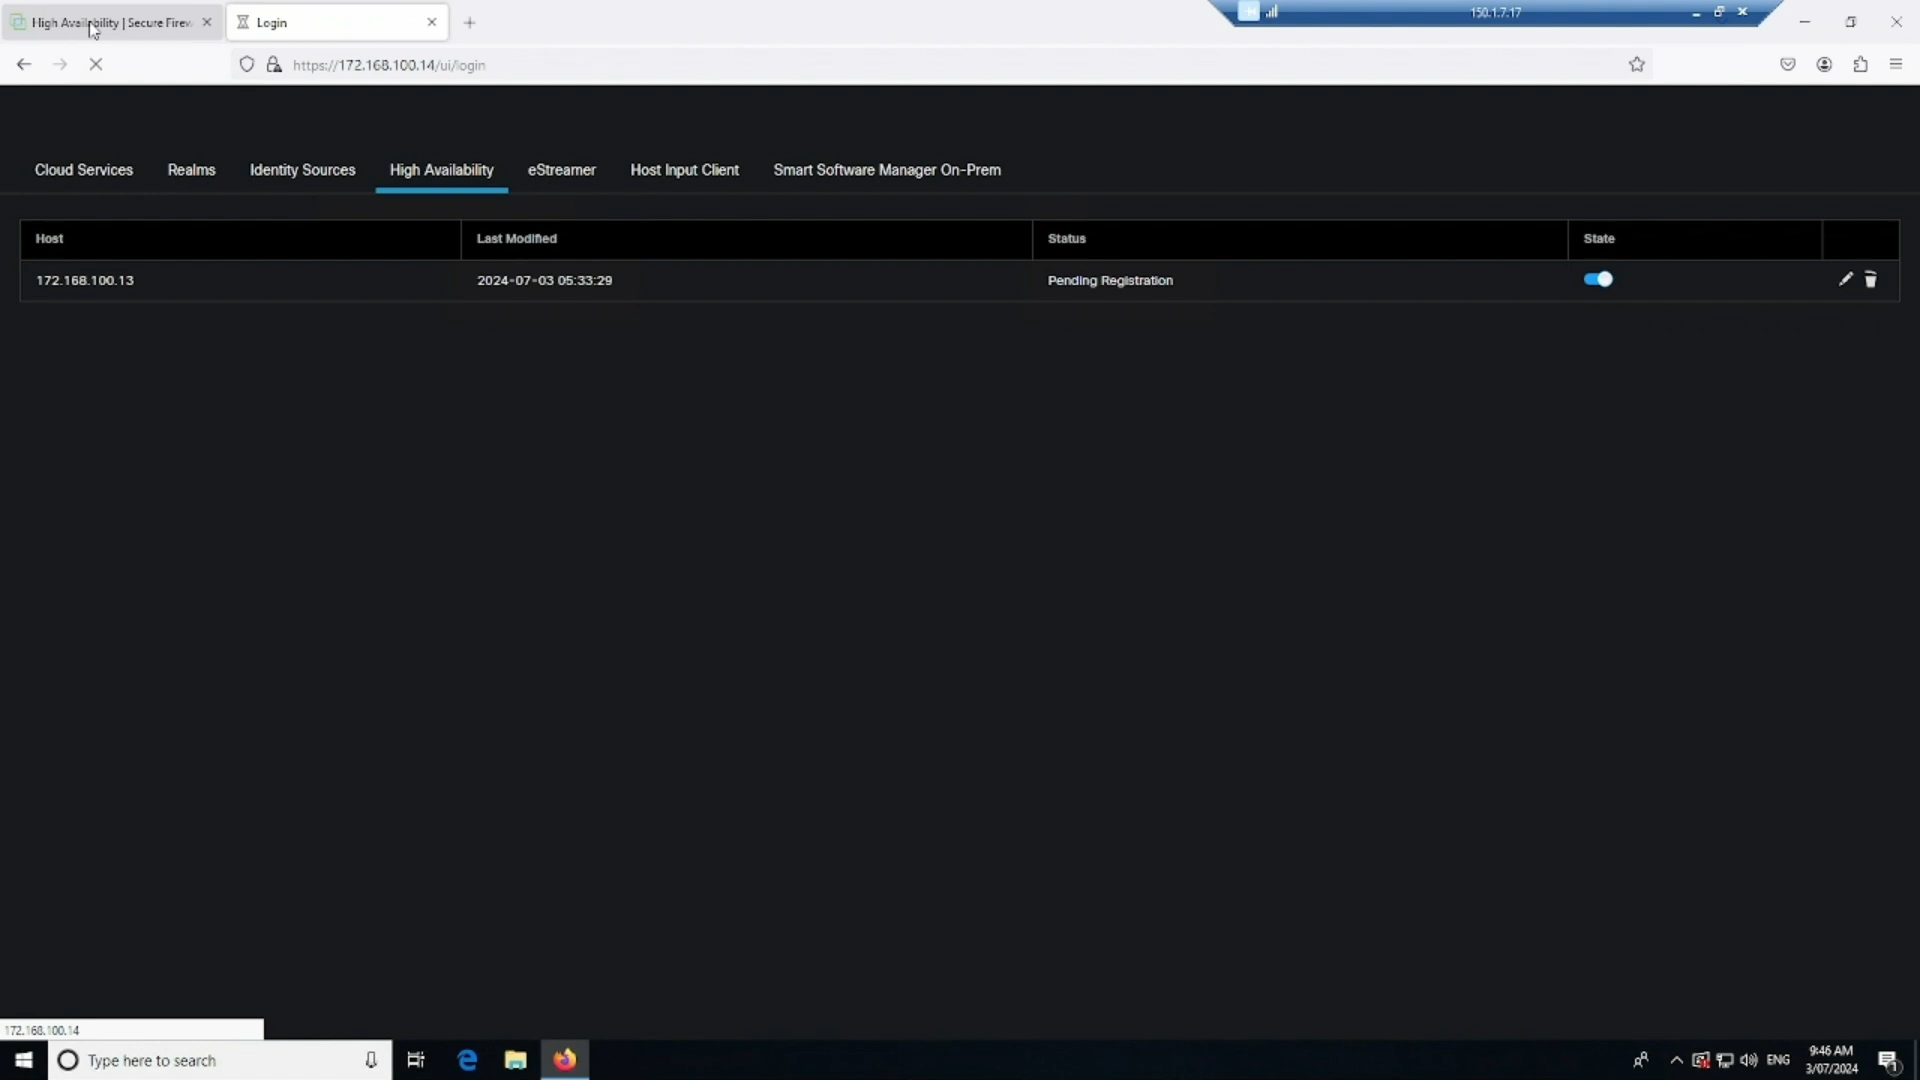 High Availability | Secure Firew
Login
150.1.7.17
https://172.168.100.14/ui/login
Cloud Services Realms Identity Sources High Availability eStreamer Host Input Client Smart Software Manager On-Prem
Host Last Modified Status State
172.168.100.13 2024-07-03 05:33:29 Pending Registration
172.168.100.14
Type here to search
ENG
9:46 AM
3/07/2024
1